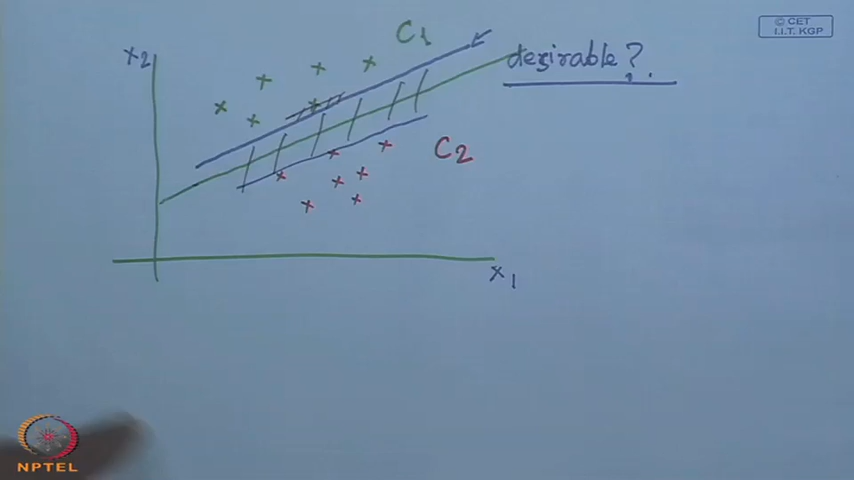 C1
x2
desirable?
C2
x1
© CET
I.I.T. KGP
NPTEL